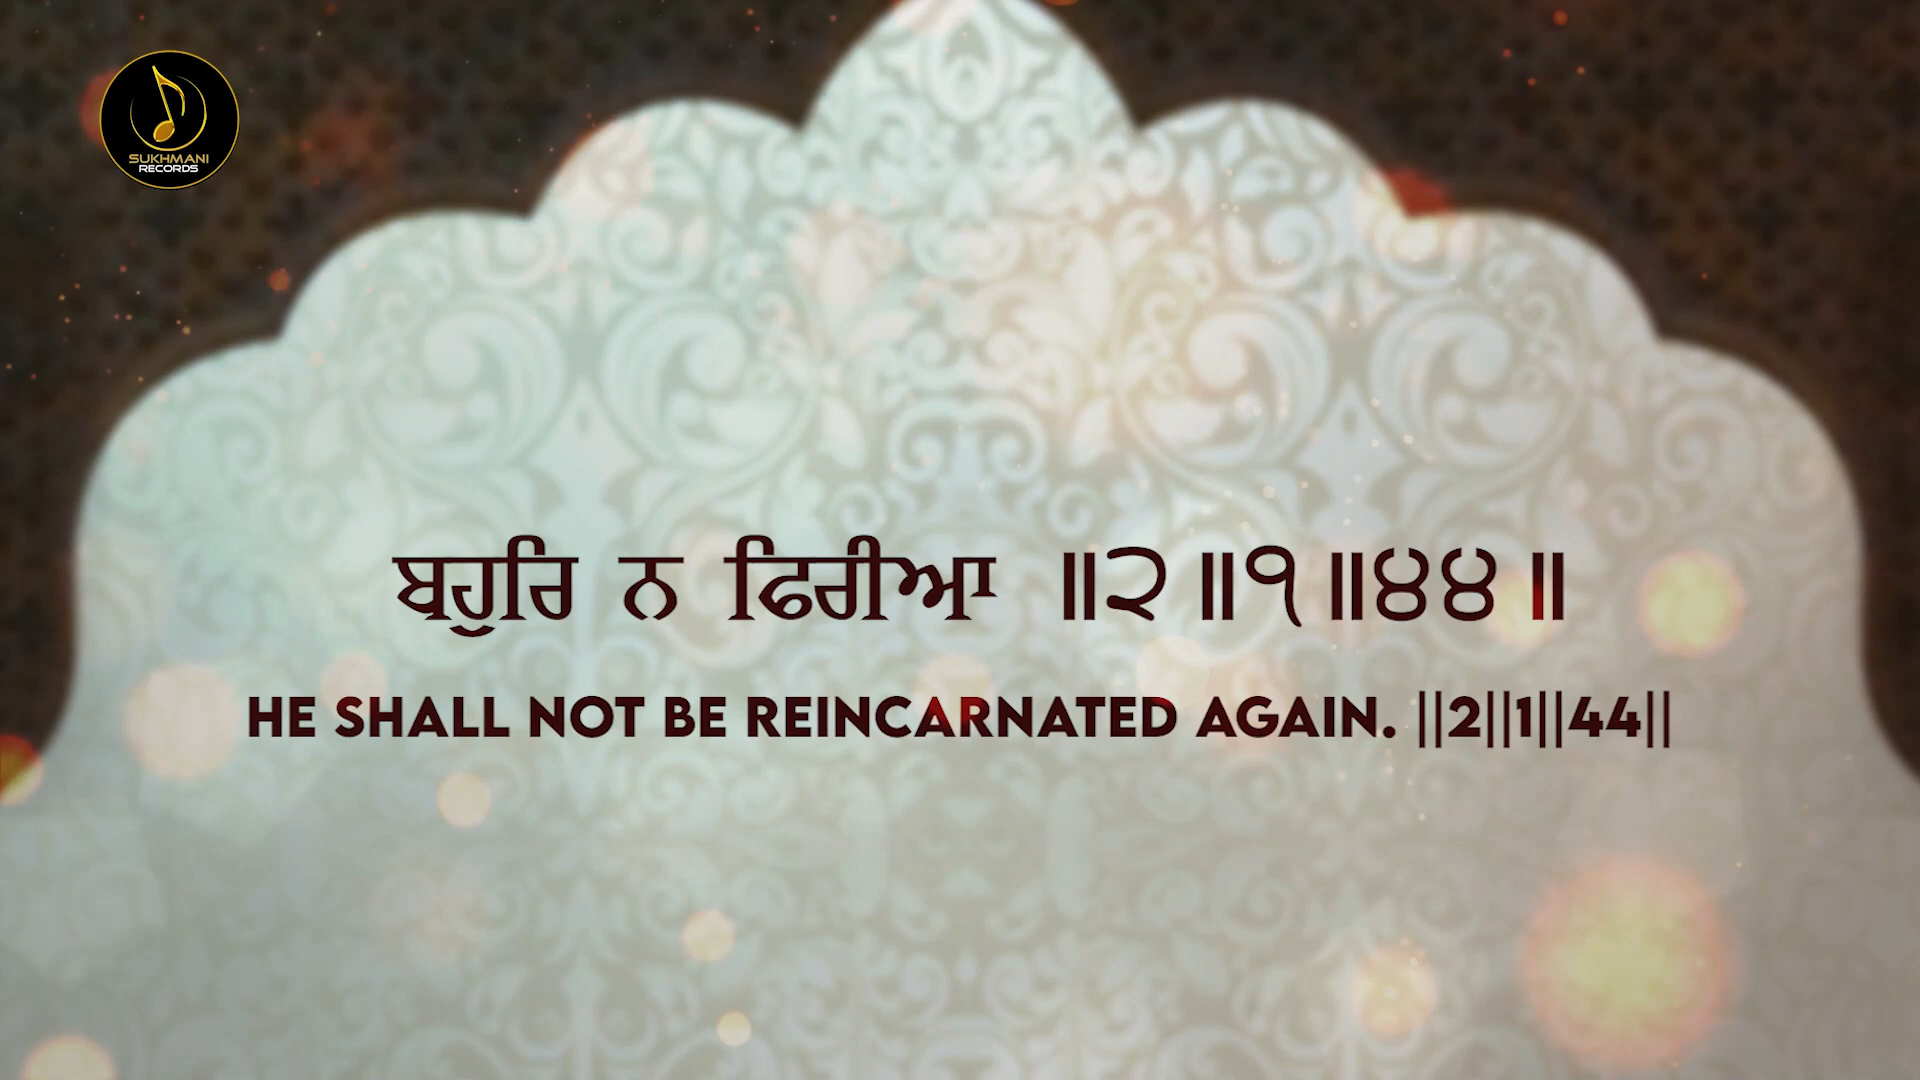 SUKHMANI
RECORDS
ਬਹੁਰਿ ਨ ਫਿਰੀਆ ॥੨॥੧॥੪੪॥
HE SHALL NOT BE REINCARNATED AGAIN. ||2||1||44||